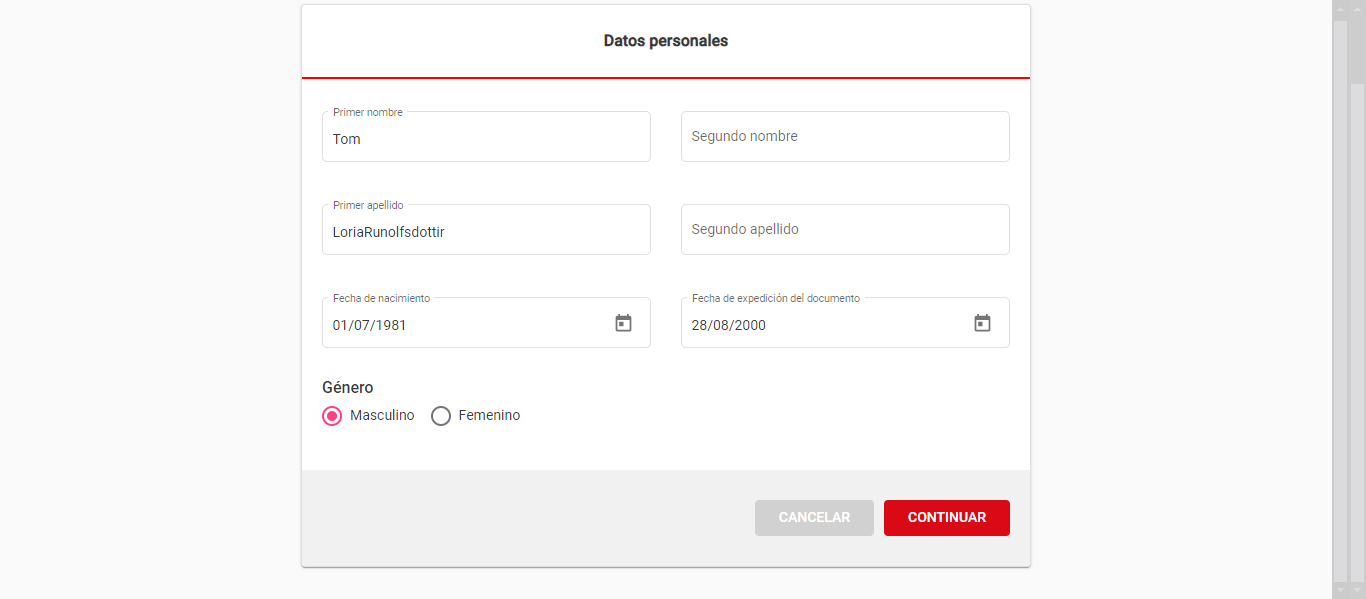 Datos personales
Primer nombre
Tom
Segundo nombre
Primer apellido
LoriaRunolfsdottir
Segundo apellido
Fecha de nacimiento
01/07/1981
Fecha de expedición del documento
28/08/2000
Género
Masculino
Femenino
CANCELAR
CONTINUAR